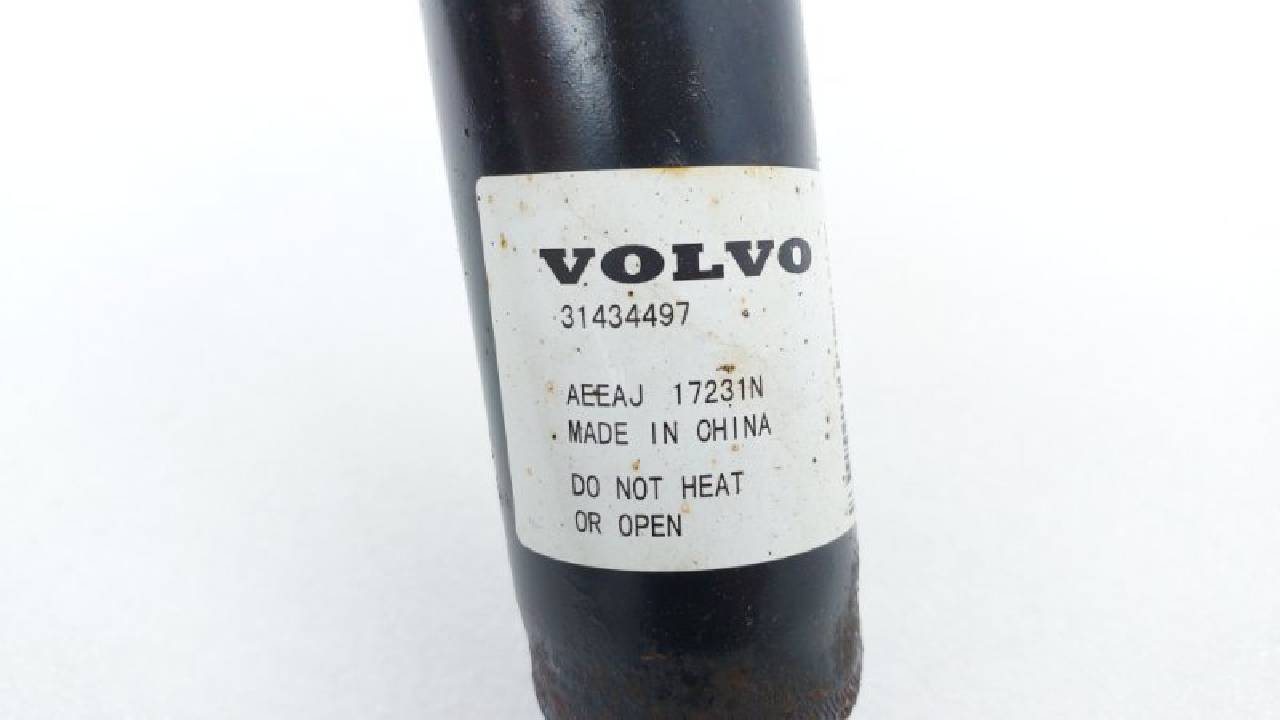 VOLVO
31434497
AEEAJ 17231N
MADE IN CHINA
DO NOT HEAT
OR OPEN